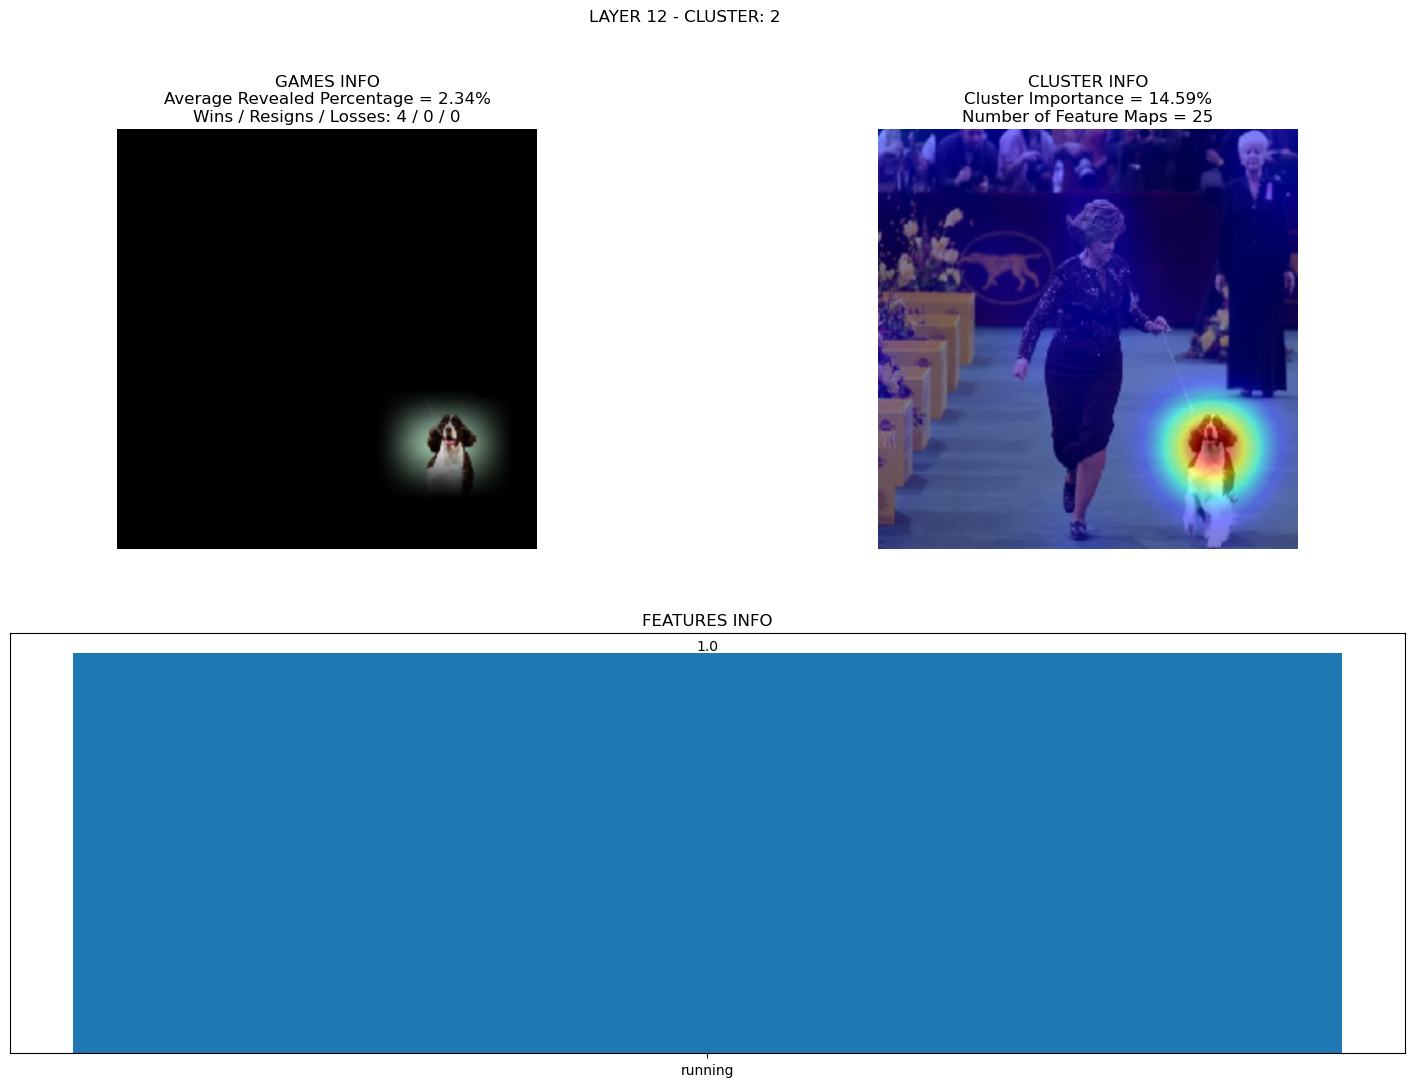 LAYER 12 - CLUSTER: 2
GAMES INFO
Average Revealed Percentage = 2.34%
Wins / Resigns / Losses: 4 / 0 / 0
CLUSTER INFO
Cluster Importance = 14.59%
Number of Feature Maps = 25
FEATURES INFO
1.0
running